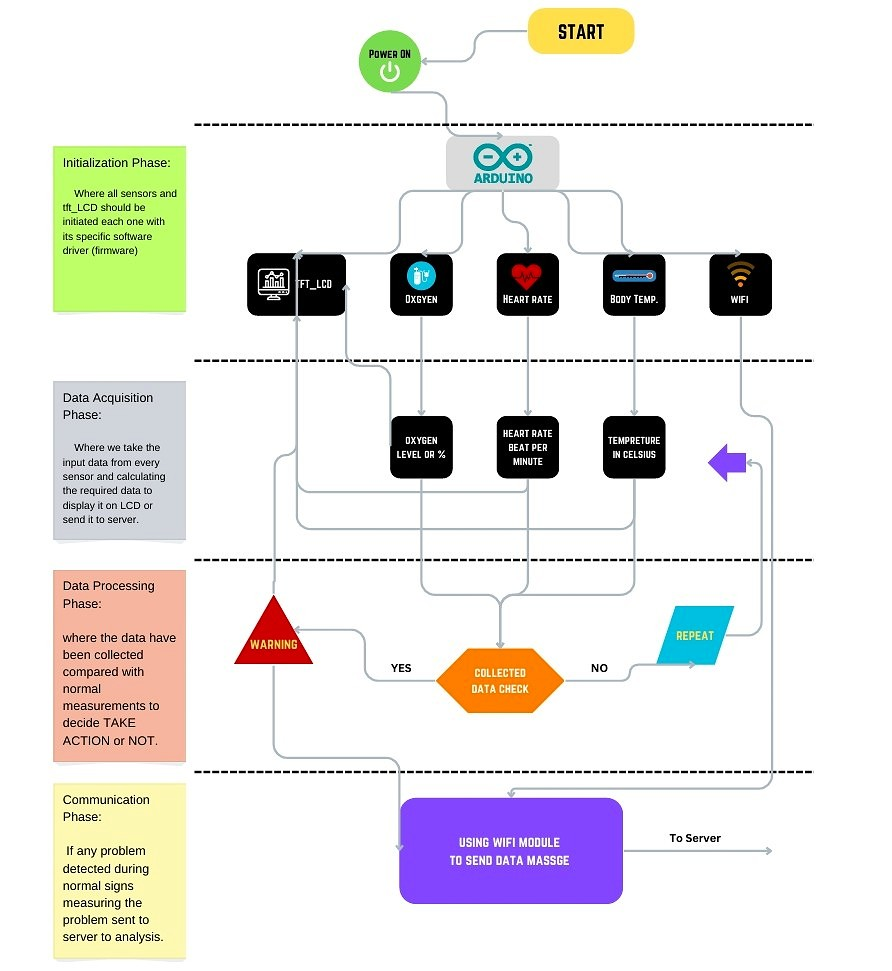 START
POWER ON
ARDUINO
Initialization Phase:
Where all sensors and
tft_LCD should be
initiated each one with
its specific software
driver (firmware)
TFT_LCD
OXGYEN
HEART RATE
BODY TEMP.
WIFI
Data Acquisition
Phase:
Where we take the
input data from every
sensor and calculating
the required data to
display it on LCD or
send it to server.
OXYGEN
LEVEL OR %
HEART RATE
BEAT PER
MINUTE
TEMPRETURE
IN CELSIUS
Data Processing
Phase:
where the data have
been collected
compared with
normal
measurements to
decide TAKE
ACTION or NOT.
WARNING
YES
COLLECTED
DATA CHECK
NO
REPEAT
Communication
Phase:
If any problem
detected during
normal signs
measuring the
problem sent to
server to analysis.
USING WIFI MODULE
TO SEND DATA MASSGE
To Server